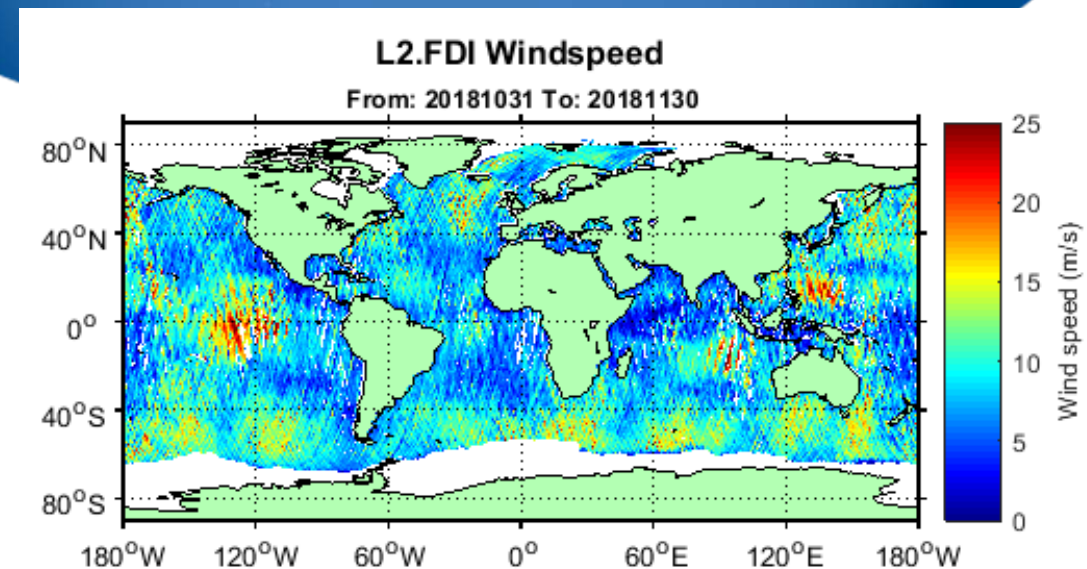 L2.FDI Windspeed
From: 20181031 To: 20181130
80°N
40°N
0°
40°S
80°S
180°W 120°W 60°W 0° 60°E 120°E 180°W
25
20
15
10
5
0
Wind speed (m/s)